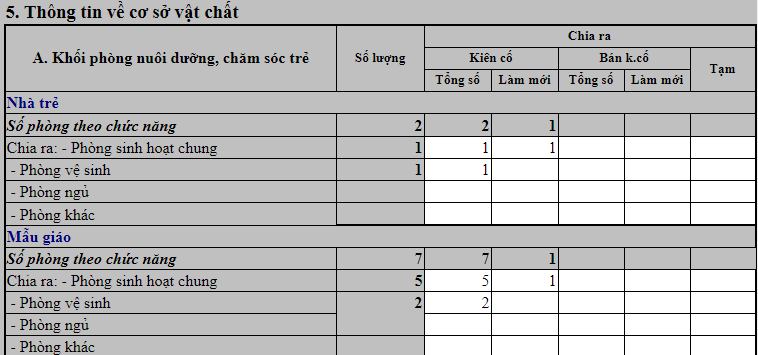 5. Thông tin về cơ sở vật chất
A. Khối phòng nuôi dưỡng, chăm sóc trẻ Số lượng Chia ra
Kiên cố Bán k.cố Tạm
Tổng số Làm mới Tổng số Làm mới
Nhà trẻ
Số phòng theo chức năng 2 2 1
Chia ra: - Phòng sinh hoạt chung 1 1 1
- Phòng vệ sinh 1 1
- Phòng ngủ
- Phòng khác
Mẫu giáo
Số phòng theo chức năng 7 7 1
Chia ra: - Phòng sinh hoạt chung 5 5 1
- Phòng vệ sinh 2 2
- Phòng ngủ
- Phòng khác